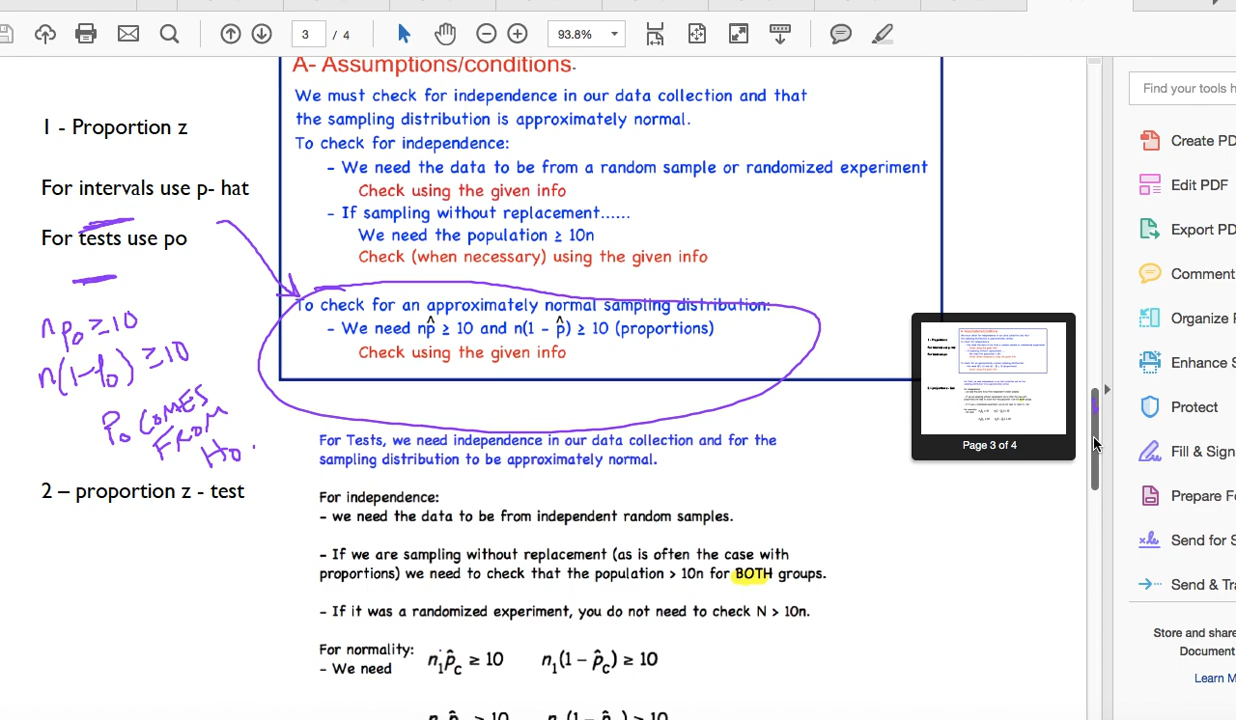 3 / 4
93.8%
A- Assumptions/conditions.
We must check for independence in our data collection and that
the sampling distribution is approximately normal.
To check for independence:
- We need the data to be from a random sample or randomized experiment
Check using the given info
- If sampling without replacement......
We need the population ≥ 10n
Check (when necessary) using the given info
To check for an approximately normal sampling distribution:
- We need np̂ ≥ 10 and n(1 - p̂) ≥ 10 (proportions)
Check using the given info
1 - Proportion z
For intervals use p- hat
For tests use po
np₀ ≥ 10
n(1-p₀) ≥ 10
P₀ COMES
FROM
H₀.
2 – proportion z - test
For Tests, we need independence in our data collection and for the
sampling distribution to be approximately normal.
For independence:
- we need the data to be from independent random samples.
- If we are sampling without replacement (as is often the case with
proportions) we need to check that the population > 10n for BOTH groups.
- If it was a randomized experiment, you do not need to check N > 10n.
For normality:
- We need
n₁p̂c ≥ 10 n₁(1 - p̂c) ≥ 10
Page 3 of 4
Find your tools h
Create PD
Edit PDF
Export PD
Comment
Organize
Enhance S
Protect
Fill & Sign
Prepare Fo
Send for S
Send & Tra
Store and share
Document
Learn M